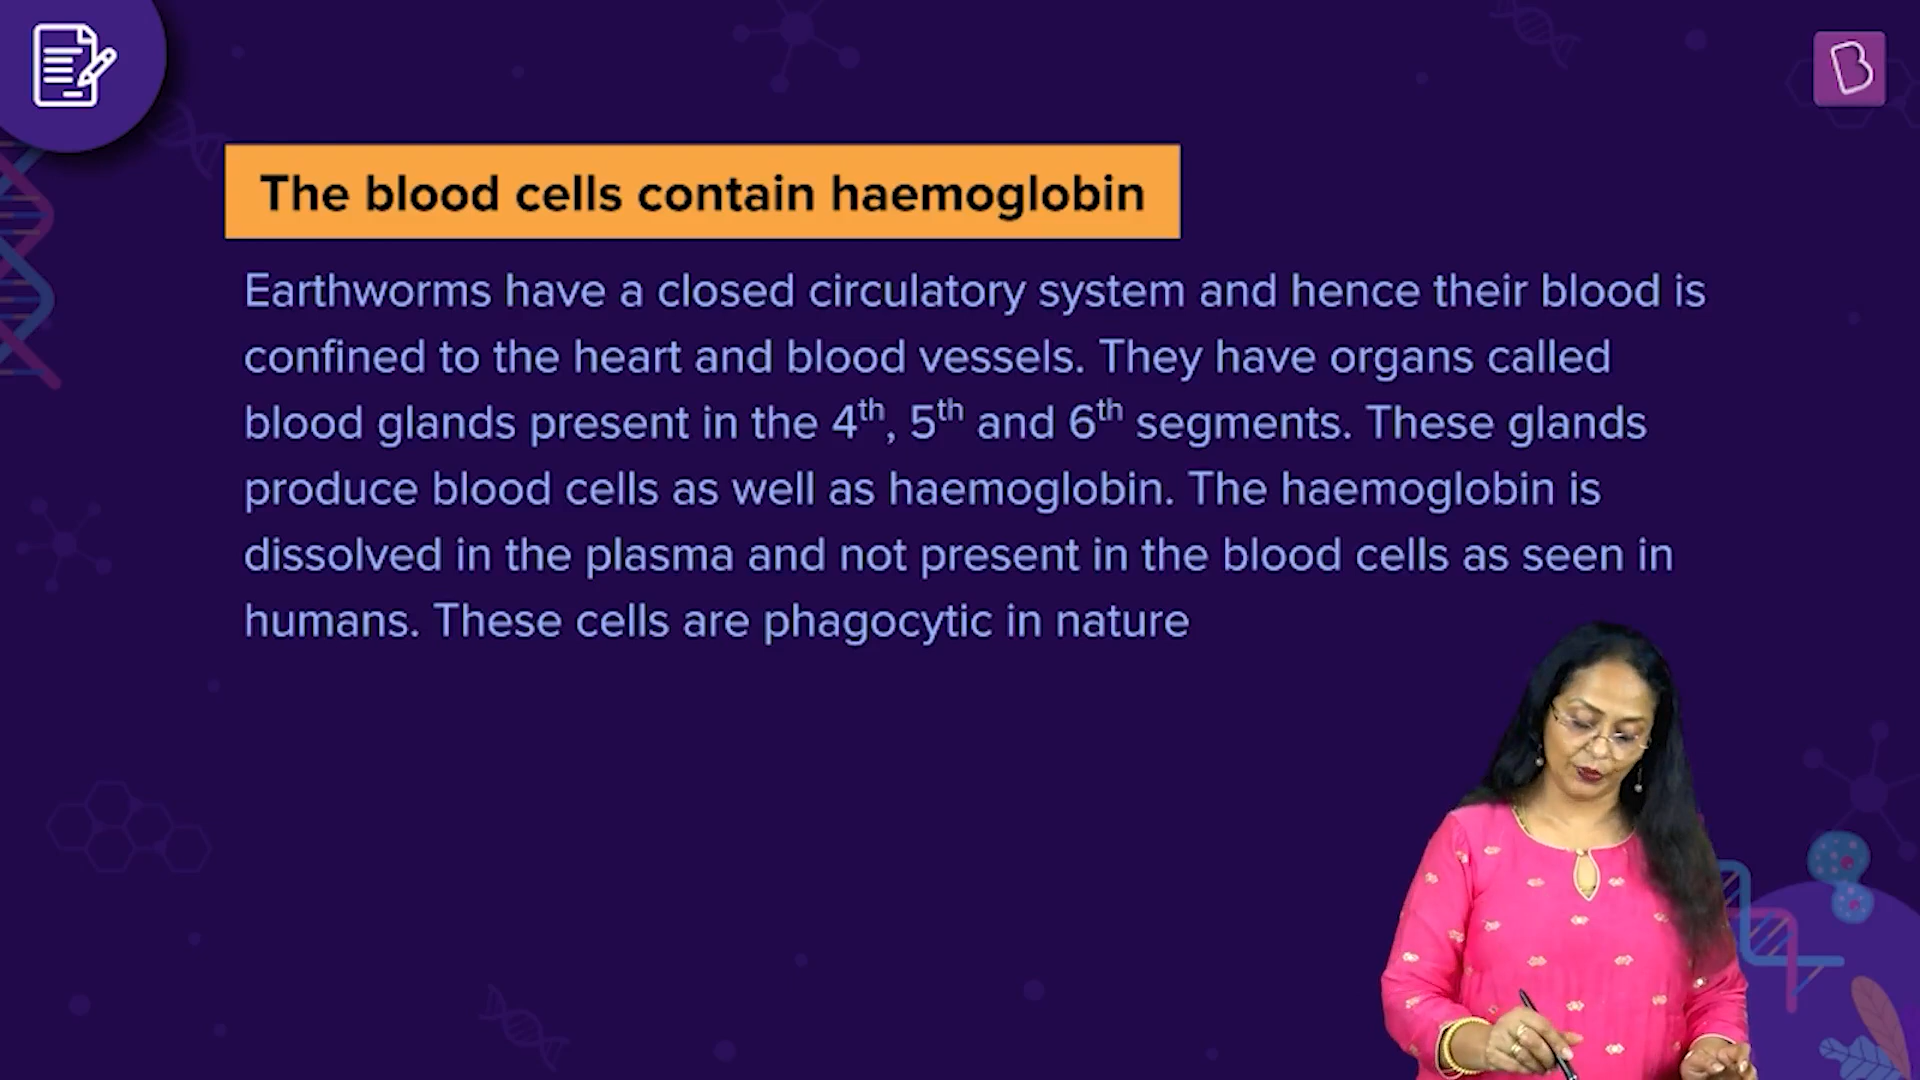 The blood cells contain haemoglobin
Earthworms have a closed circulatory system and hence their blood is
confined to the heart and blood vessels. They have organs called
blood glands present in the 4th, 5th and 6th segments. These glands
produce blood cells as well as haemoglobin. The haemoglobin is
dissolved in the plasma and not present in the blood cells as seen in
humans. These cells are phagocytic in nature